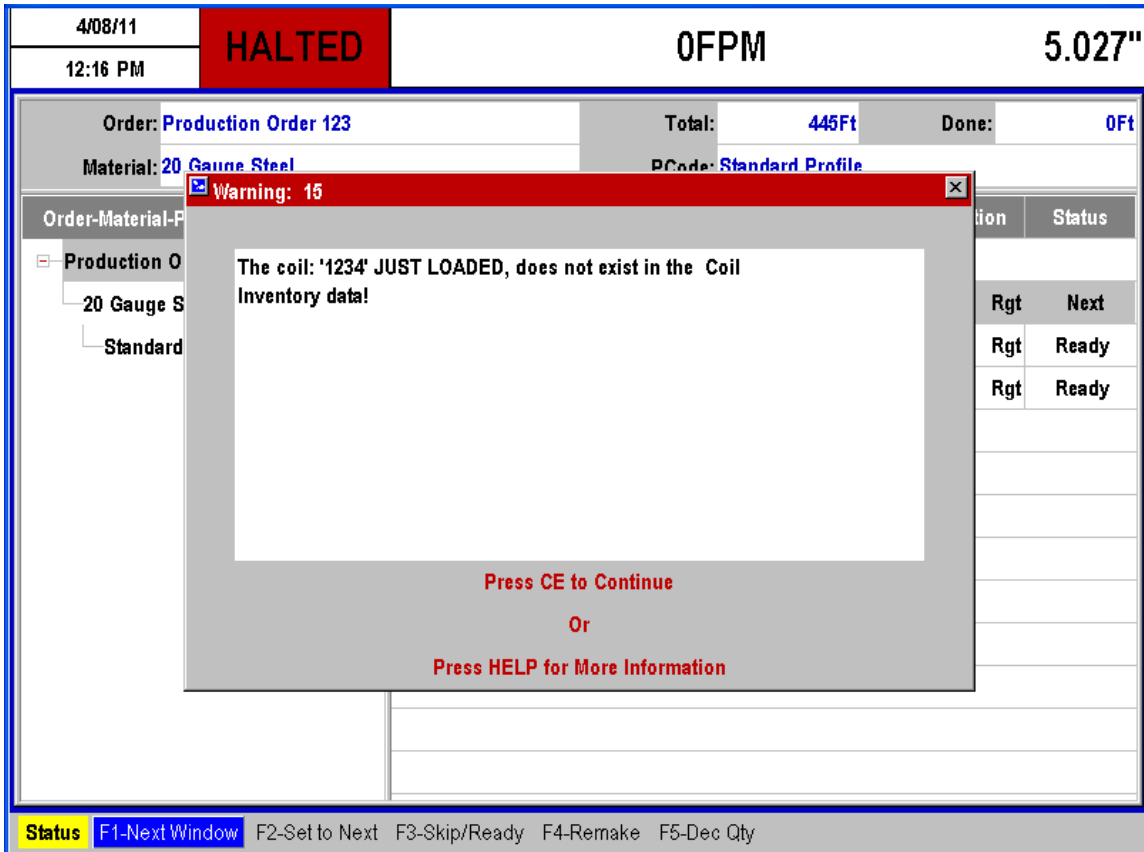 4/08/11
12:16 PM
HALTED
0FPM
5.027"
Order: Production Order 123
Total: 445Ft
Done: 0Ft
Material: 20 Gauge Steel
PCode: Standard Profile
Warning: 15
Order-Material-P
tion
Status
Production O
The coil: '1234' JUST LOADED, does not exist in the Coil
Inventory data!
20 Gauge S
Rgt
Next
Standard
Rgt
Ready
Rgt
Ready
Press CE to Continue
Or
Press HELP for More Information
Status F1-Next Window F2-Set to Next F3-Skip/Ready F4-Remake F5-Dec Qty